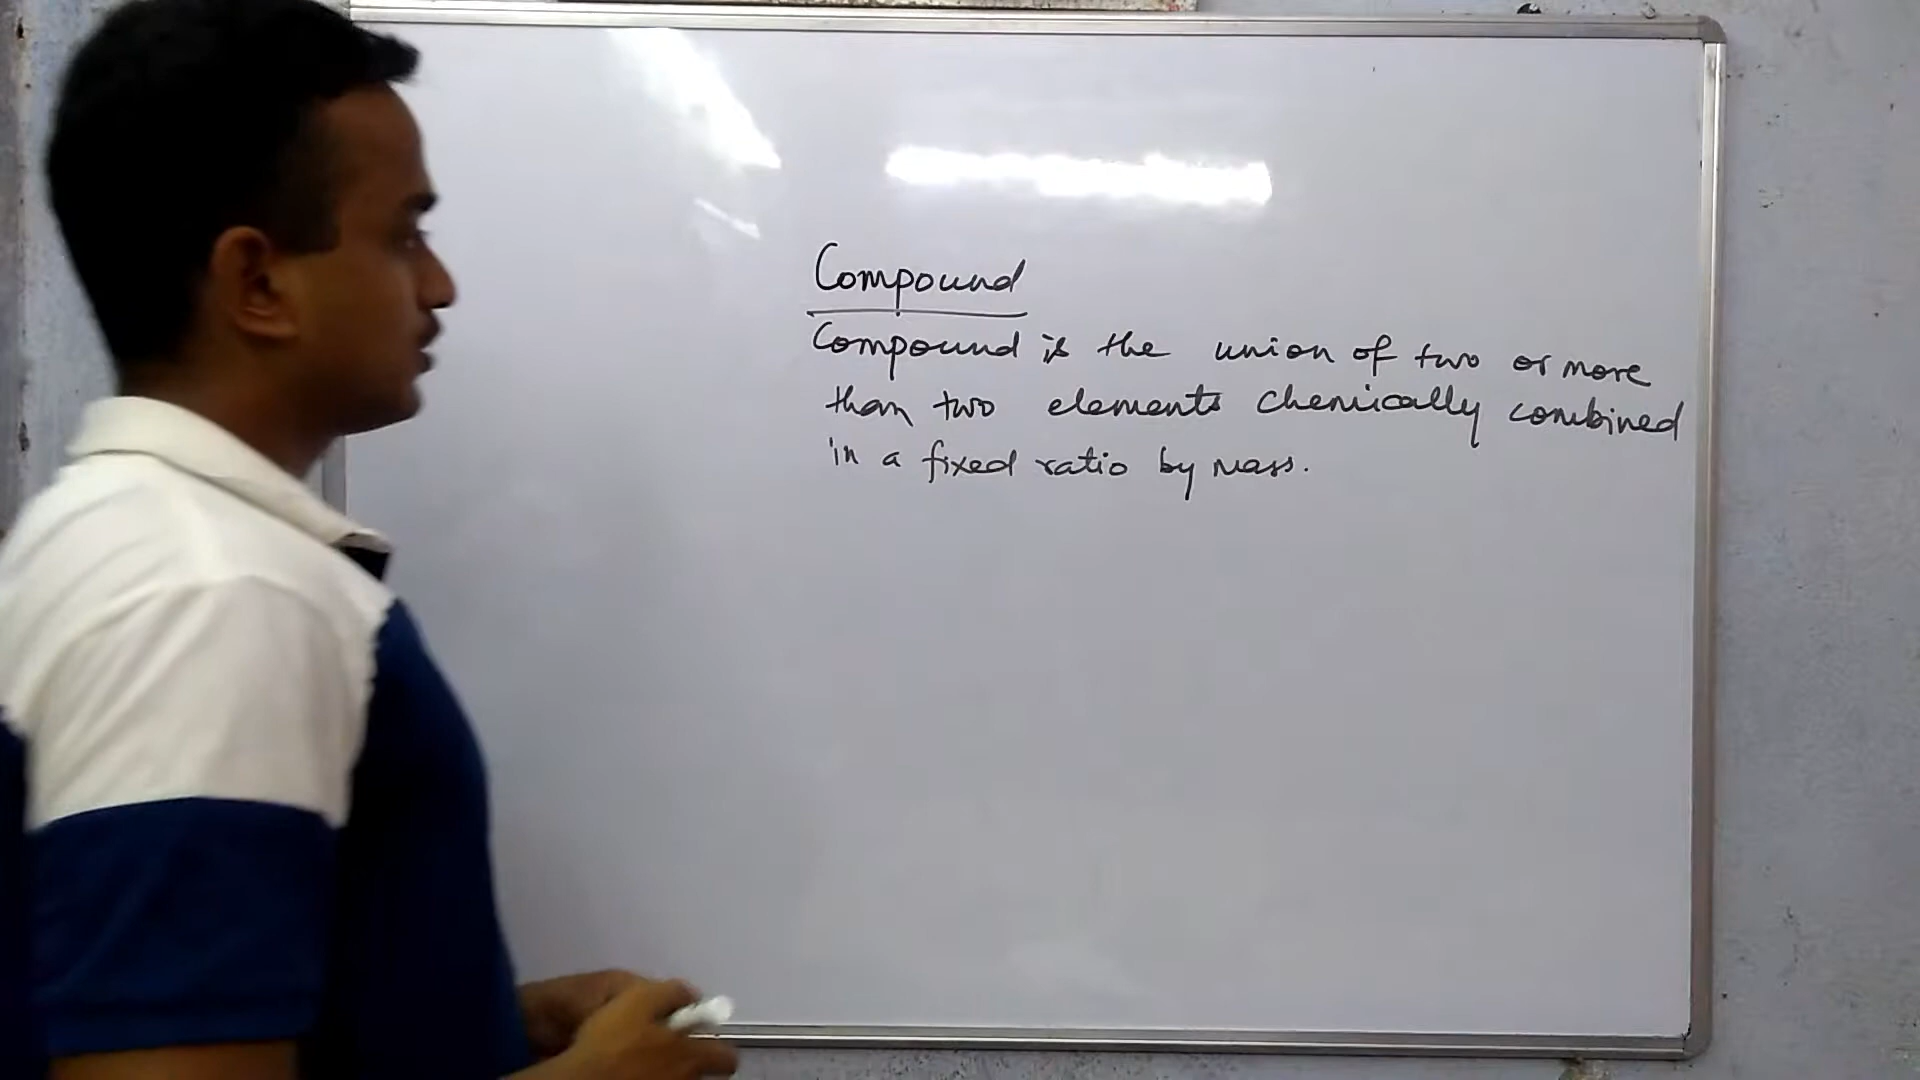 Compound
Compound is the union of two or more
than two elements chemically combined
in a fixed ratio by mass.